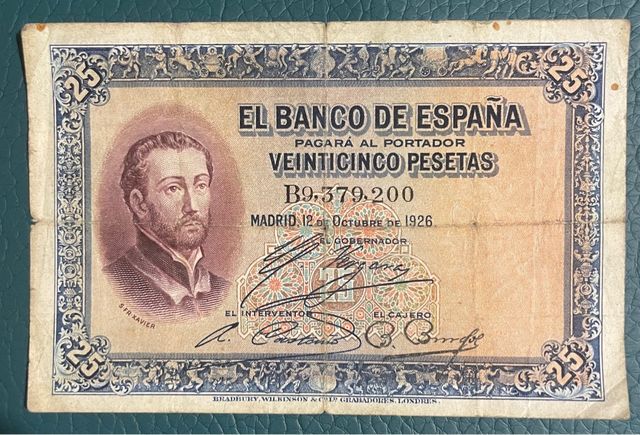 25 25
EL BANCO DE ESPAÑA
PAGARÁ AL PORTADOR
VEINTICINCO PESETAS
B9,379,200
MADRID, 12 DE OCTUBRE DE 1926
EL GOBERNADOR
EL INTERVENTOR EL CAJERO
S. FR. XAVIER
25 25
BRADBURY, WILKINSON & Cº Lº GRABADORES, LONDRES.